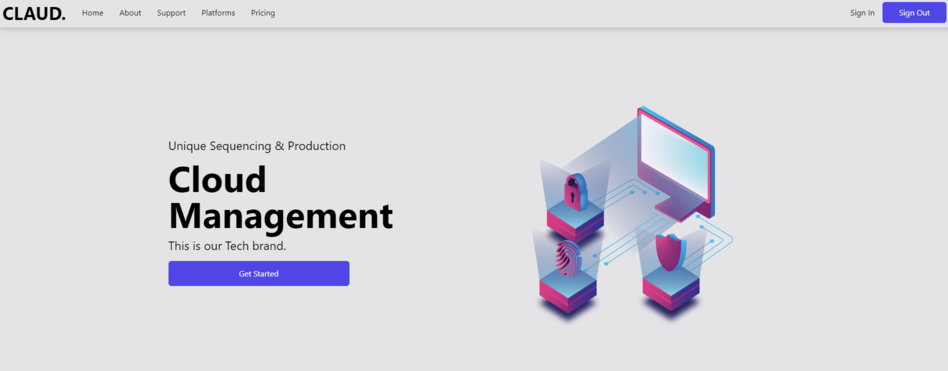 CLAUD. Home About Support Platforms Pricing Sign In Sign Out
Unique Sequencing & Production
Cloud
Management
This is our Tech brand.
Get Started